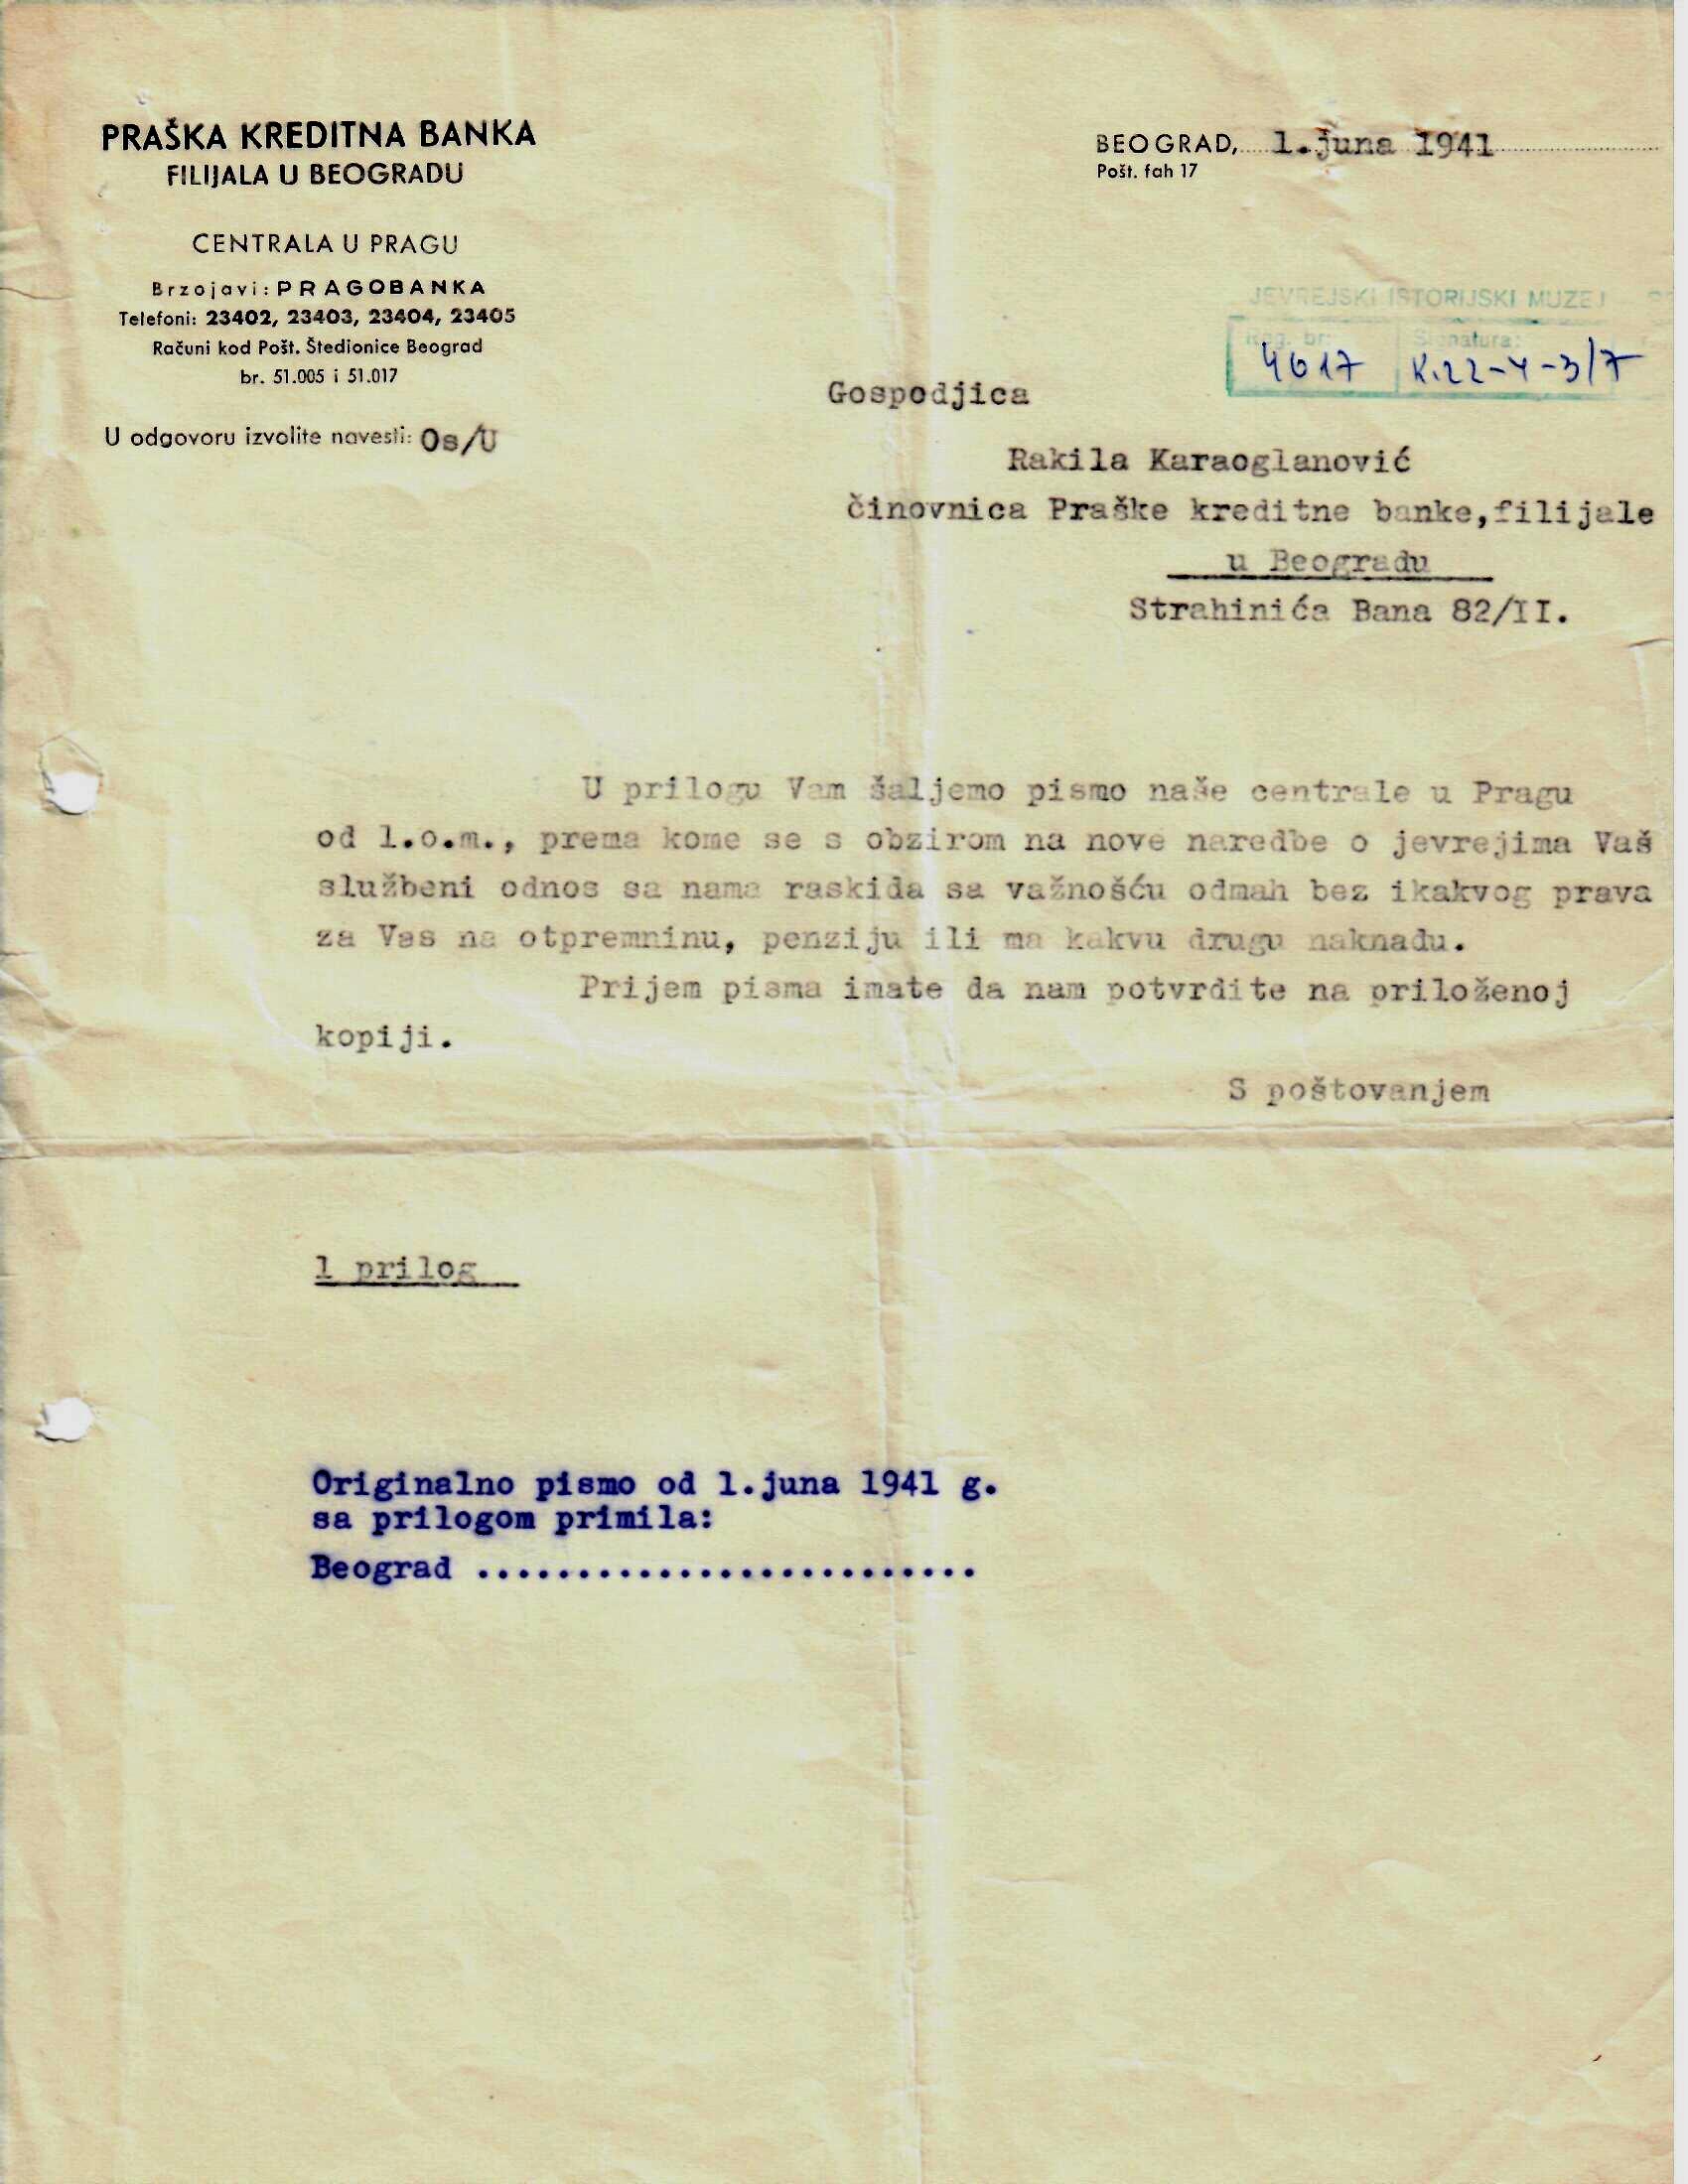 PRAŠKA KREDITNA BANKA
FILIJALA U BEOGRADU
CENTRALA U PRAGU
Brzojavi: PRAGOBANKA
Telefoni: 23402, 23403, 23404, 23405
Računi kod Pošt. Štedionice Beograd
br. 51.005 i 51.017
U odgovoru izvolite navesti: Os/U
BEOGRAD, 1.juna 1941
Pošt. fah 17
JEVREJSKI ISTORIJSKI MUZEJ
Reg. br: Signatura:
4617 K.22-4-3/7
Gospodjica
Rakila Karaoglanović
činovnica Praške kreditne banke,filijale
u Beogradu
Strahinića Bana 82/II.
U prilogu Vam šaljemo pismo naše centrale u Pragu
od 1.o.m., prema kome se s obzirom na nove naredbe o jevrejima Vaš
službeni odnos sa nama raskida sa važnošću odmah bez ikakvog prava
za Vas na otpremninu, penziju ili ma kakvu drugu naknadu.
Prijem pisma imate da nam potvrdite na priloženoj
kopiji.
S poštovanjem
1 prilog
Originalno pismo od 1.juna 1941 g.
sa prilogom primila:
Beograd .........................